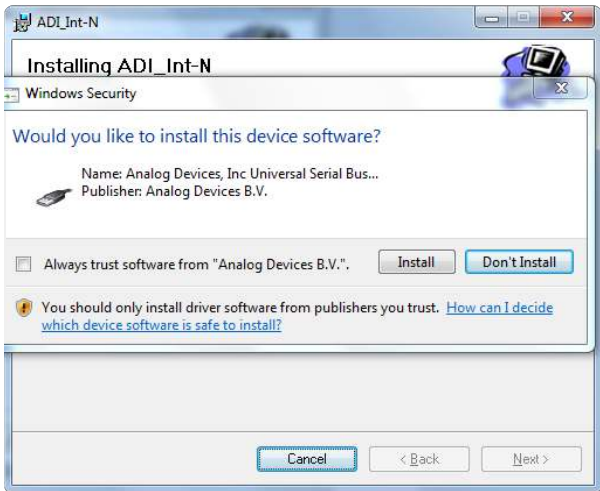 ADI_Int-N
Installing ADI_Int-N
Windows Security
Would you like to install this device software?
Name: Analog Devices, Inc Universal Serial Bus...
Publisher: Analog Devices B.V.
Always trust software from "Analog Devices B.V.".
Install
Don't Install
You should only install driver software from publishers you trust. How can I decide
which device software is safe to install?
Cancel
< Back
Next >